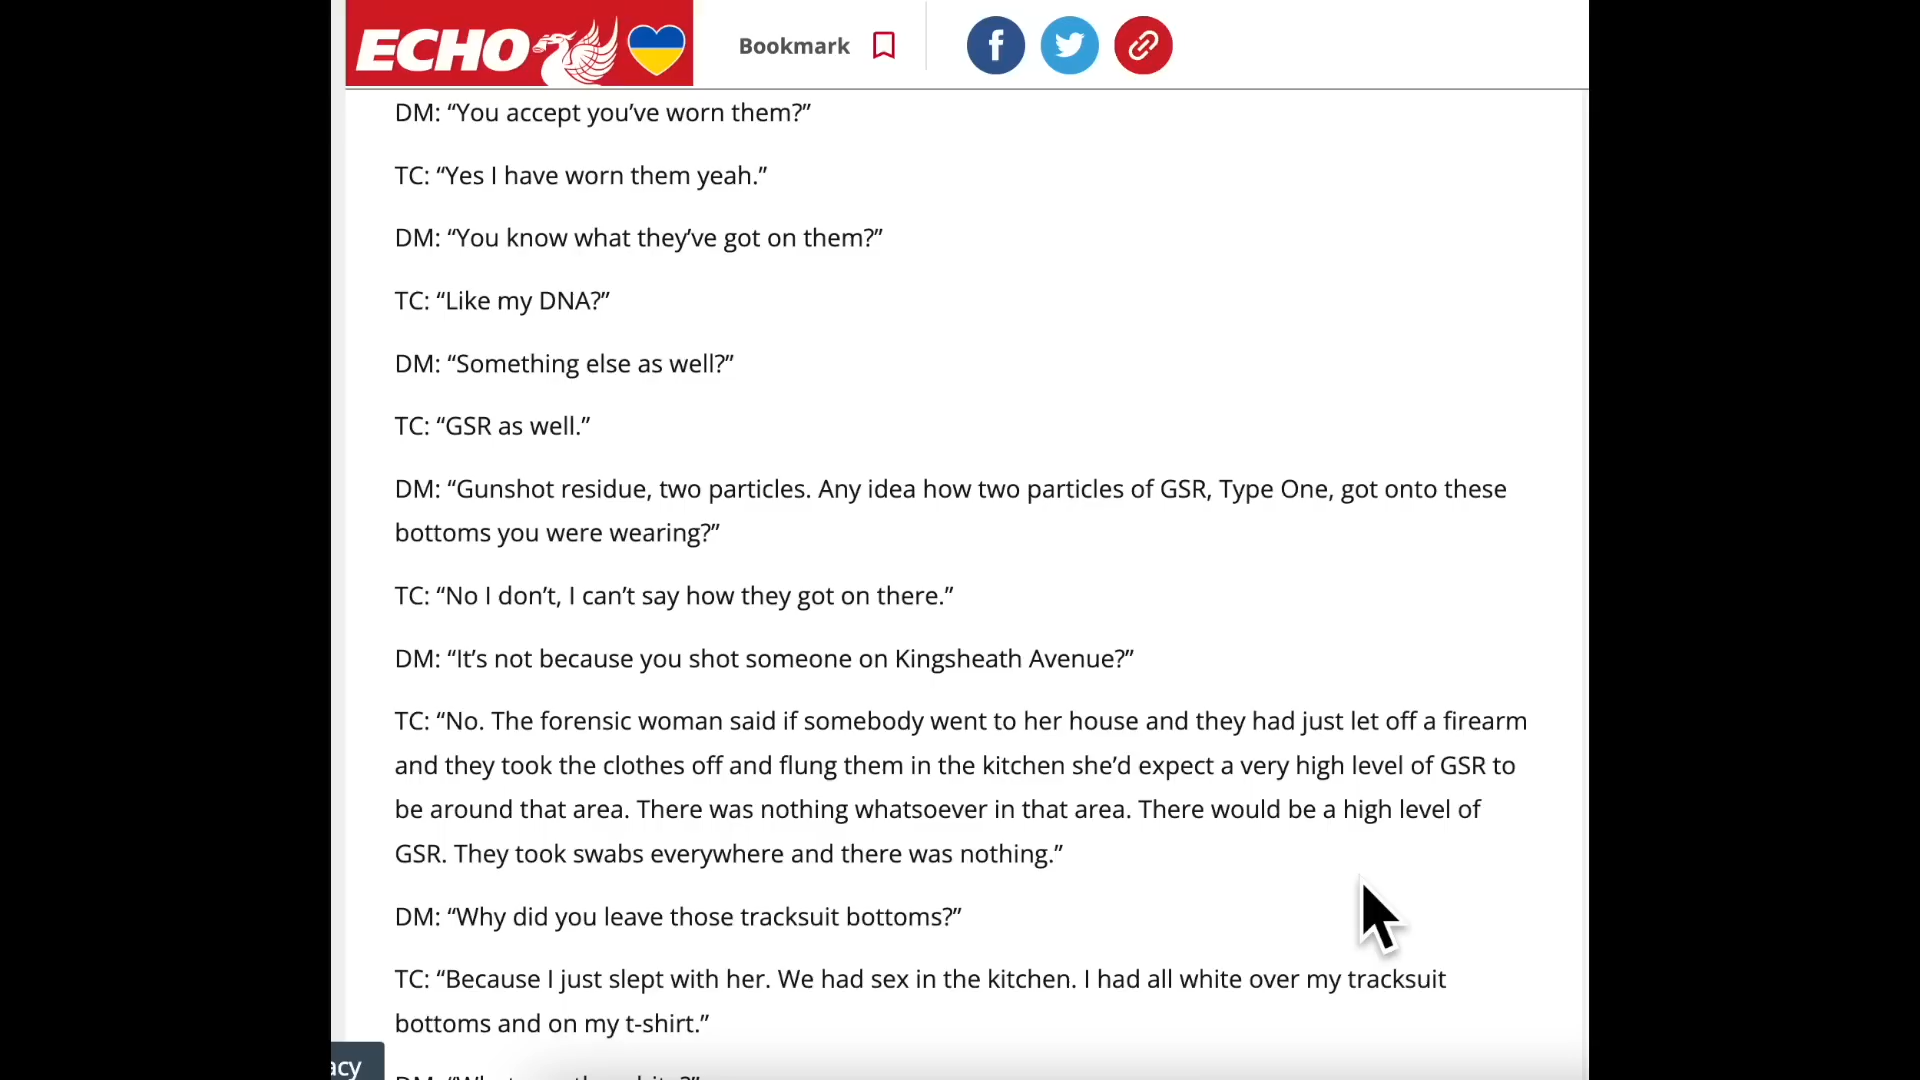 ECHO
Bookmark
DM: “You accept you’ve worn them?”
TC: “Yes I have worn them yeah.”
DM: “You know what they’ve got on them?”
TC: “Like my DNA?”
DM: “Something else as well?”
TC: “GSR as well.”
DM: “Gunshot residue, two particles. Any idea how two particles of GSR, Type One, got onto these
bottoms you were wearing?”
TC: “No I don’t, I can’t say how they got on there.”
DM: “It’s not because you shot someone on Kingsheath Avenue?”
TC: “No. The forensic woman said if somebody went to her house and they had just let off a firearm
and they took the clothes off and flung them in the kitchen she’d expect a very high level of GSR to
be around that area. There was nothing whatsoever in that area. There would be a high level of
GSR. They took swabs everywhere and there was nothing.”
DM: “Why did you leave those tracksuit bottoms?”
TC: “Because I just slept with her. We had sex in the kitchen. I had all white over my tracksuit
bottoms and on my t-shirt.”
acy